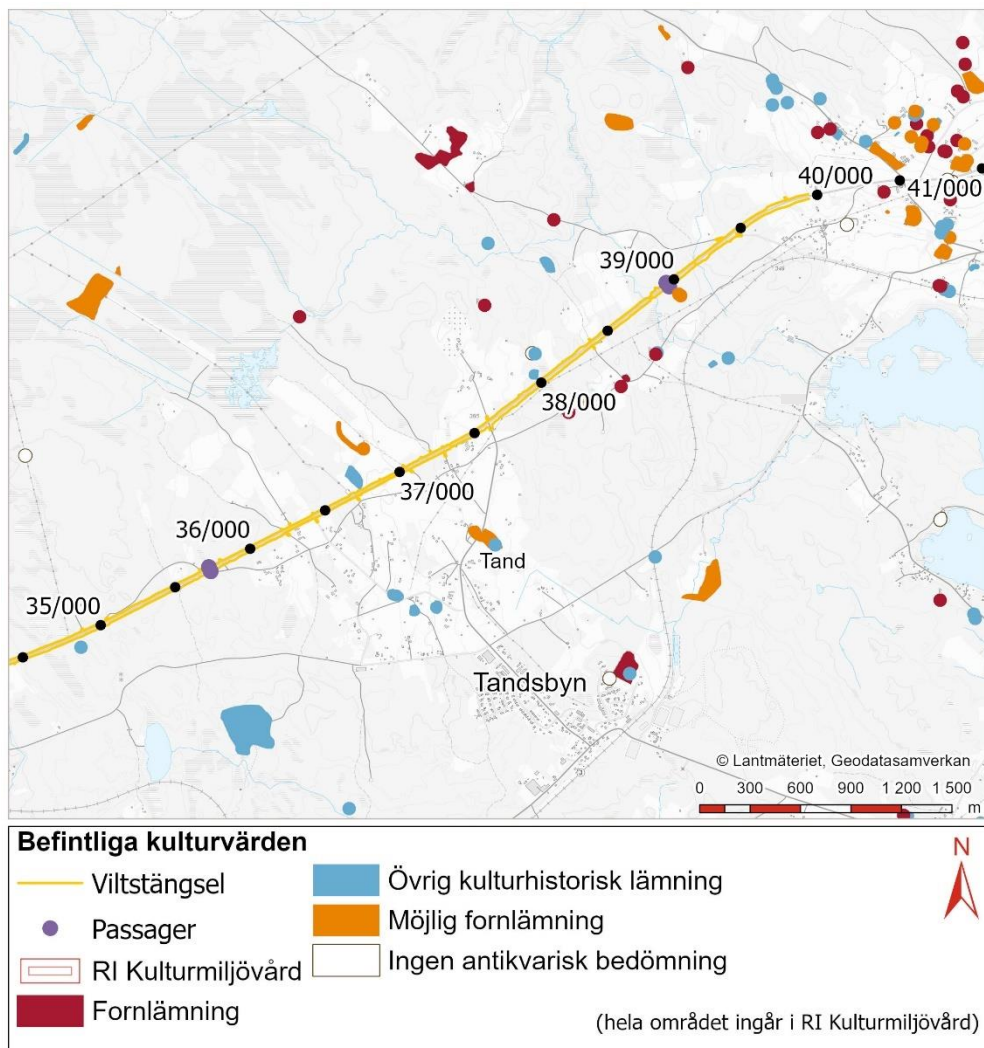 40/000
41/000
39/000
38/000
37/000
36/000
35/000
349
285
Tand
Tandsbyn
© Lantmäteriet, Geodatasamverkan
0 300 600 900 1 200 1 500
m
Befintliga kulturvärden
Viltstängsel
Passager
RI Kulturmiljövård
Fornlämning
Övrig kulturhistorisk lämning
Möjlig fornlämning
Ingen antikvarisk bedömning
N
(hela området ingår i RI Kulturmiljövård)